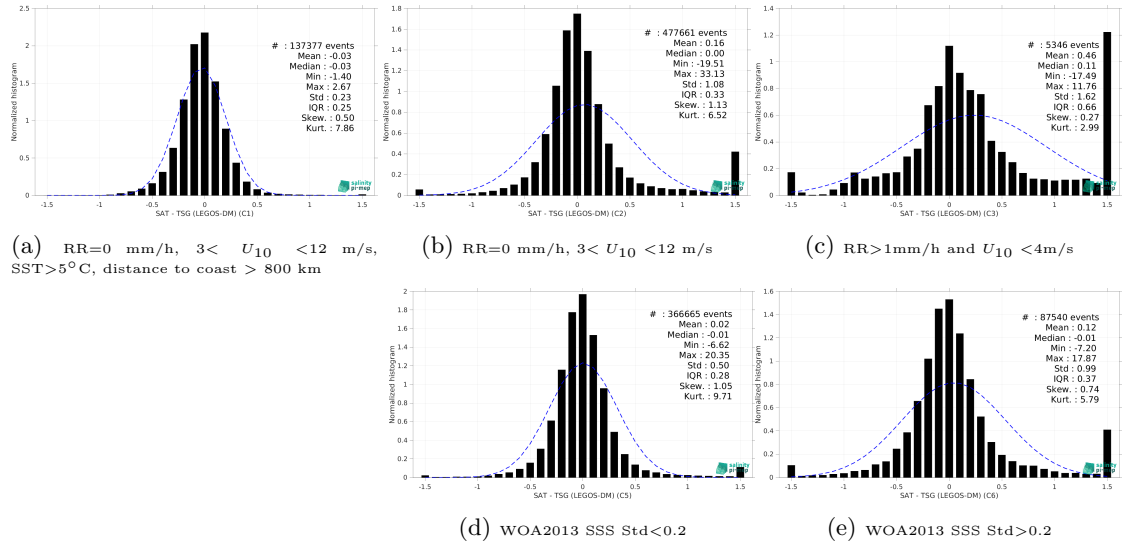 2.5
2
1.5
1
0.5
0
Normalized histogram
# : 137377 events
Mean : -0.03
Median : -0.03
Min : -1.40
Max : 2.67
Std : 0.23
IQR : 0.25
Skew. : 0.50
Kurt. : 7.86
salinity
pi-mep
-1.5 -1 -0.5 0 0.5 1 1.5
SAT - TSG (LEGOS-DM) (C1)
(a) RR=0 mm/h, 3< U10 <12 m/s,
SST>5°C, distance to coast > 800 km
1.8
1.6
1.4
1.2
1
0.8
0.6
0.4
0.2
0
Normalized histogram
# : 477661 events
Mean : 0.16
Median : 0.00
Min : -19.51
Max : 33.13
Std : 1.08
IQR : 0.33
Skew. : 1.13
Kurt. : 6.52
salinity
pi-mep
-1.5 -1 -0.5 0 0.5 1 1.5
SAT - TSG (LEGOS-DM) (C2)
(b) RR=0 mm/h, 3< U10 <12 m/s
1.4
1.2
1
0.8
0.6
0.4
0.2
0
Normalized histogram
# : 5346 events
Mean : 0.46
Median : 0.11
Min : -17.49
Max : 11.76
Std : 1.62
IQR : 0.66
Skew. : 0.27
Kurt. : 2.99
salinity
pi-mep
-1.5 -1 -0.5 0 0.5 1 1.5
SAT - TSG (LEGOS-DM) (C3)
(c) RR>1mm/h and U10 <4m/s
2
1.8
1.6
1.4
1.2
1
0.8
0.6
0.4
0.2
0
Normalized histogram
# : 366665 events
Mean : 0.02
Median : -0.01
Min : -6.62
Max : 20.35
Std : 0.50
IQR : 0.28
Skew. : 1.05
Kurt. : 9.71
salinity
pi-mep
-1.5 -1 -0.5 0 0.5 1 1.5
SAT - TSG (LEGOS-DM) (C5)
(d) WOA2013 SSS Std<0.2
1.6
1.4
1.2
1
0.8
0.6
0.4
0.2
0
Normalized histogram
# : 87540 events
Mean : 0.12
Median : -0.01
Min : -7.20
Max : 17.87
Std : 0.99
IQR : 0.37
Skew. : 0.74
Kurt. : 5.79
salinity
pi-mep
-1.5 -1 -0.5 0 0.5 1 1.5
SAT - TSG (LEGOS-DM) (C6)
(e) WOA2013 SSS Std>0.2